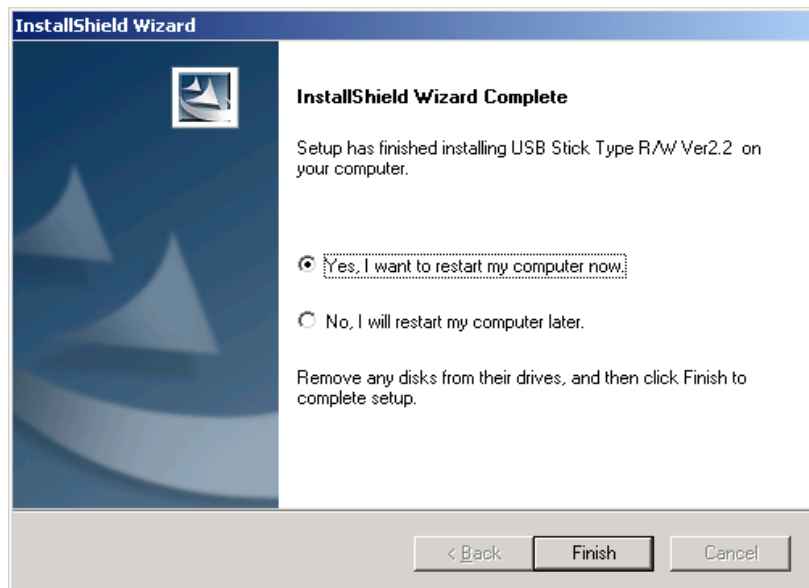 InstallShield Wizard
InstallShield Wizard Complete
Setup has finished installing USB Stick Type R/W Ver2.2 on
your computer.
Yes, I want to restart my computer now.
No, I will restart my computer later.
Remove any disks from their drives, and then click Finish to
complete setup.
< Back
Finish
Cancel